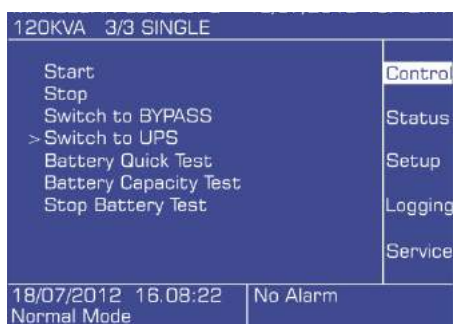 120KVA 3/3 SINGLE
Start
Stop
Switch to BYPASS
> Switch to UPS
Battery Quick Test
Battery Capacity Test
Stop Battery Test
Control
Status
Setup
Logging
Service
18/07/2012 16.08:22
Normal Mode
No Alarm